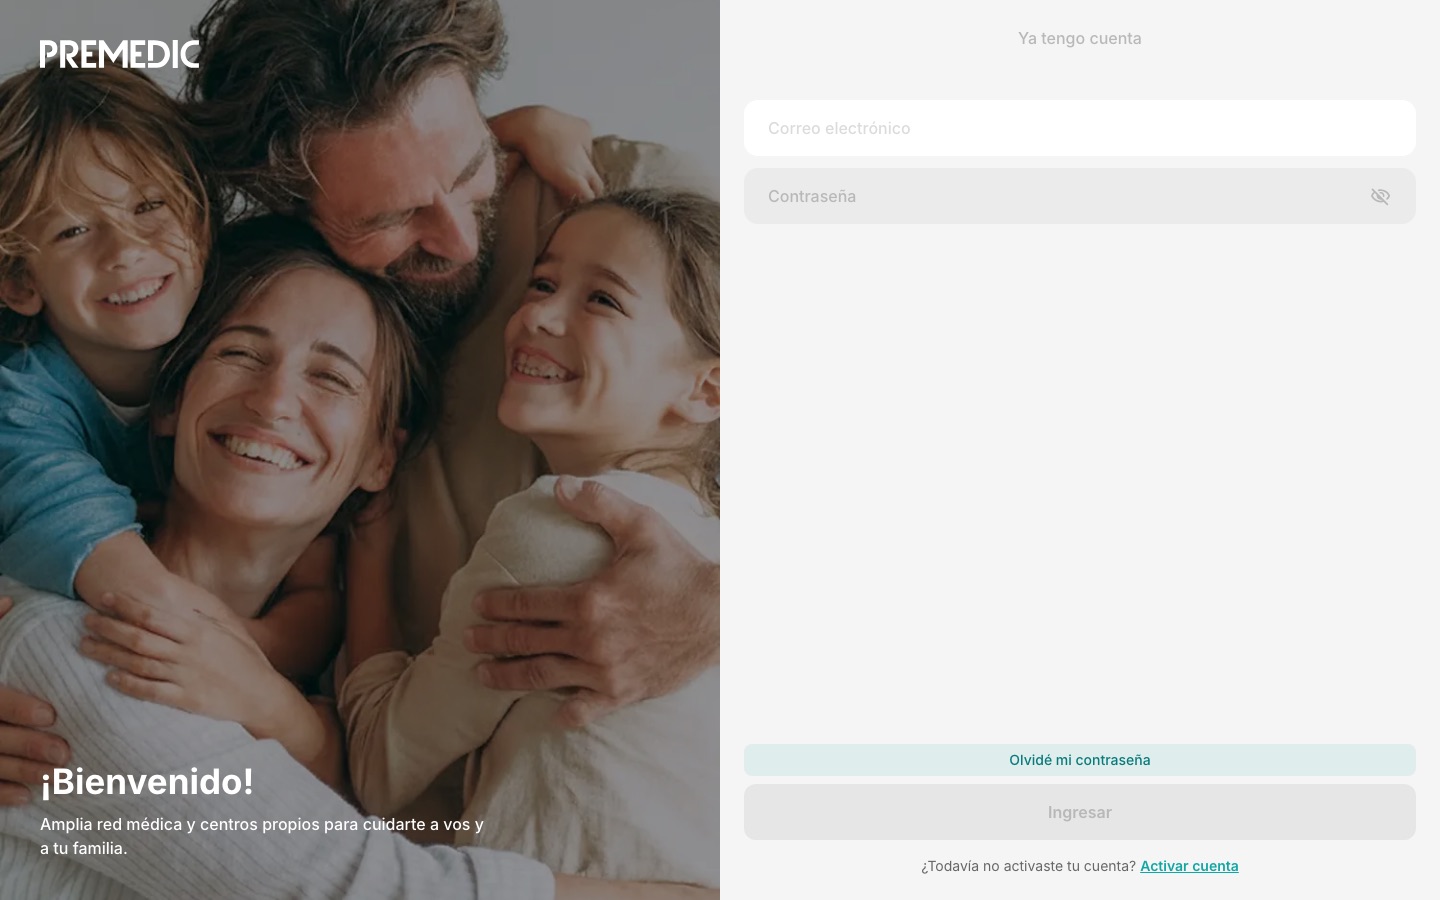 PREMEDIC
¡Bienvenido!
Amplia red médica y centros propios para cuidarte a vos y
a tu familia.
Ya tengo cuenta
Correo electrónico
Contraseña
Olvidé mi contraseña
Ingresar
¿Todavía no activaste tu cuenta? Activar cuenta